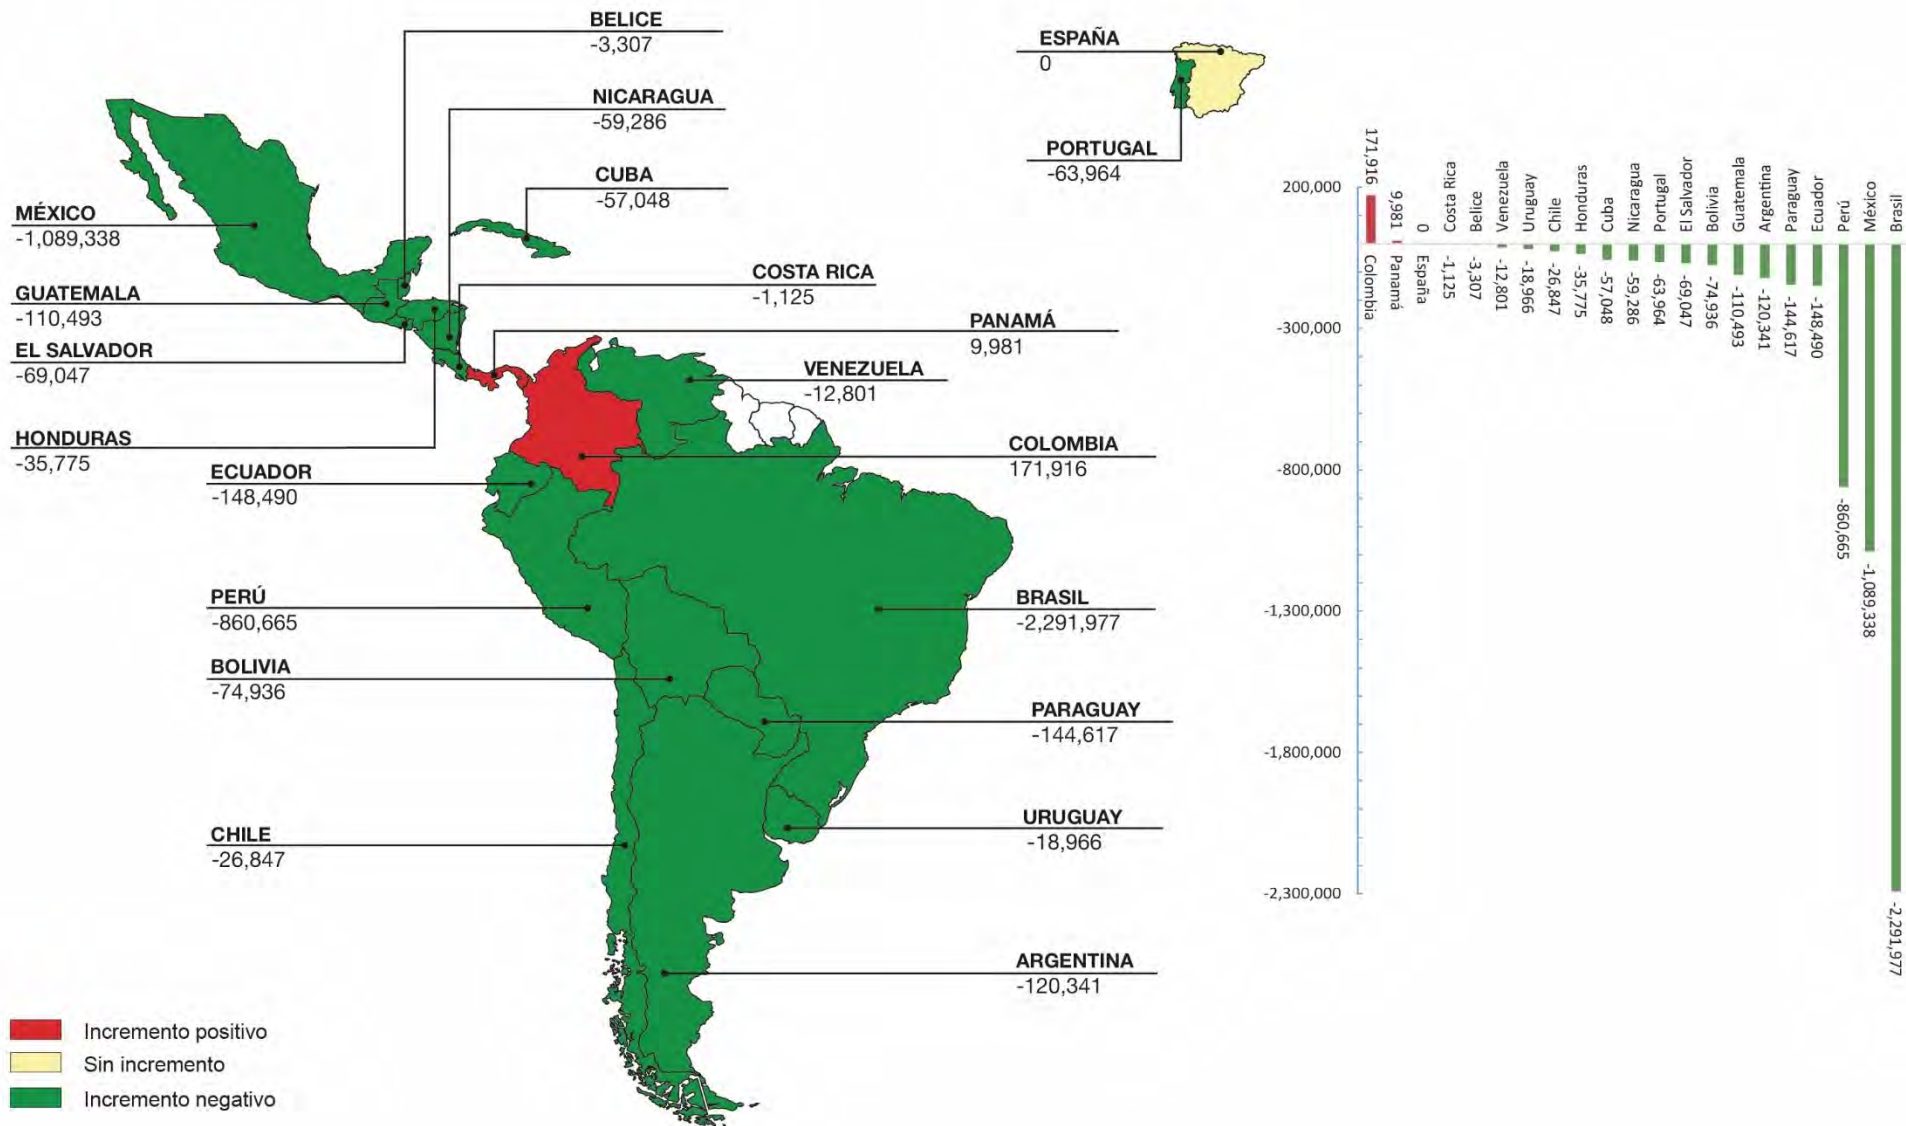 BELICE
-3,307
NICARAGUA
-59,286
CUBA
-57,048
MÉXICO
-1,089,338
GUATEMALA
-110,493
EL SALVADOR
-69,047
HONDURAS
-35,775
COSTA RICA
-1,125
PANAMÁ
9,981
VENEZUELA
-12,801
COLOMBIA
171,916
ECUADOR
-148,490
PERÚ
-860,665
BRASIL
-2,291,977
BOLIVIA
-74,936
PARAGUAY
-144,617
URUGUAY
-18,966
CHILE
-26,847
ARGENTINA
-120,341
ESPAÑA
0
PORTUGAL
-63,964
Incremento positivo
Sin incremento
Incremento negativo
200,000
-300,000
-800,000
-1,300,000
-1,800,000
-2,300,000
171,916
Colombia
9,981
Panamá
0
España
Costa Rica
-1,125
Belice
-3,307
Venezuela
-12,801
Uruguay
-18,966
Chile
-26,847
Honduras
-35,775
Cuba
-57,048
Nicaragua
-59,286
Portugal
-63,964
El Salvador
-69,047
Bolivia
-74,936
Guatemala
-110,493
Argentina
-120,341
Paraguay
-144,617
Ecuador
-148,490
Perú
-860,665
México
-1,089,338
Brasil
-2,291,977